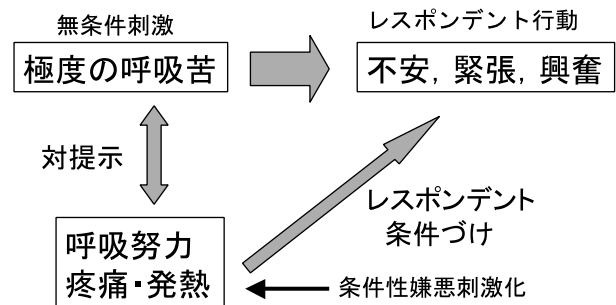 無条件刺激
レスポンデント行動
極度の呼吸苦
不安，緊張，興奮
対提示
レスポンデント
条件づけ
呼吸努力
疼痛・発熱
条件性嫌悪刺激化